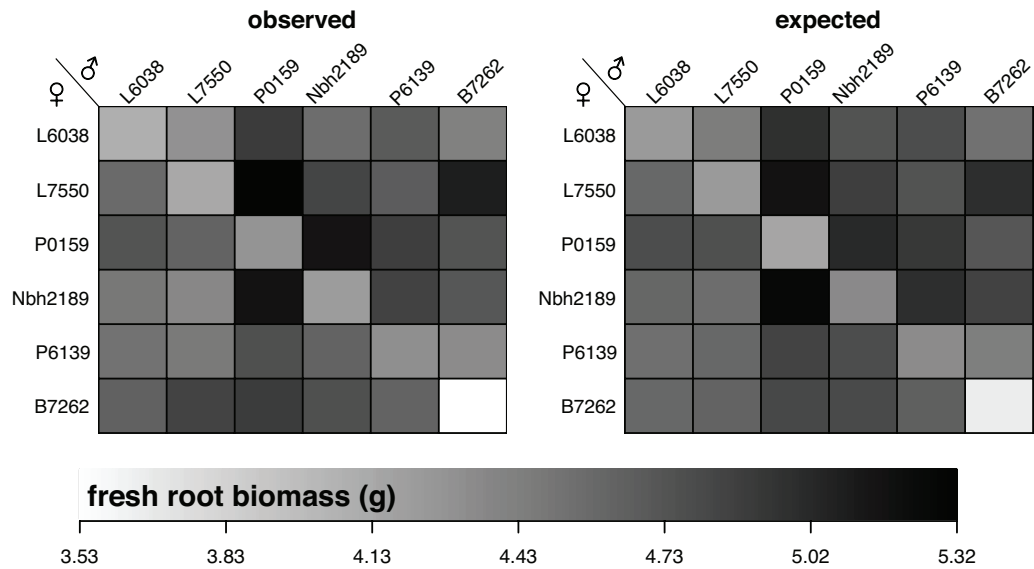 observed
expected
♂
♀
L6038 L7550 P0159 Nbh2189 P6139 B7262
♂
♀
L6038 L7550 P0159 Nbh2189 P6139 B7262
L6038
L7550
P0159
Nbh2189
P6139
B7262
L6038
L7550
P0159
Nbh2189
P6139
B7262
fresh root biomass (g)
3.53 3.83 4.13 4.43 4.73 5.02 5.32